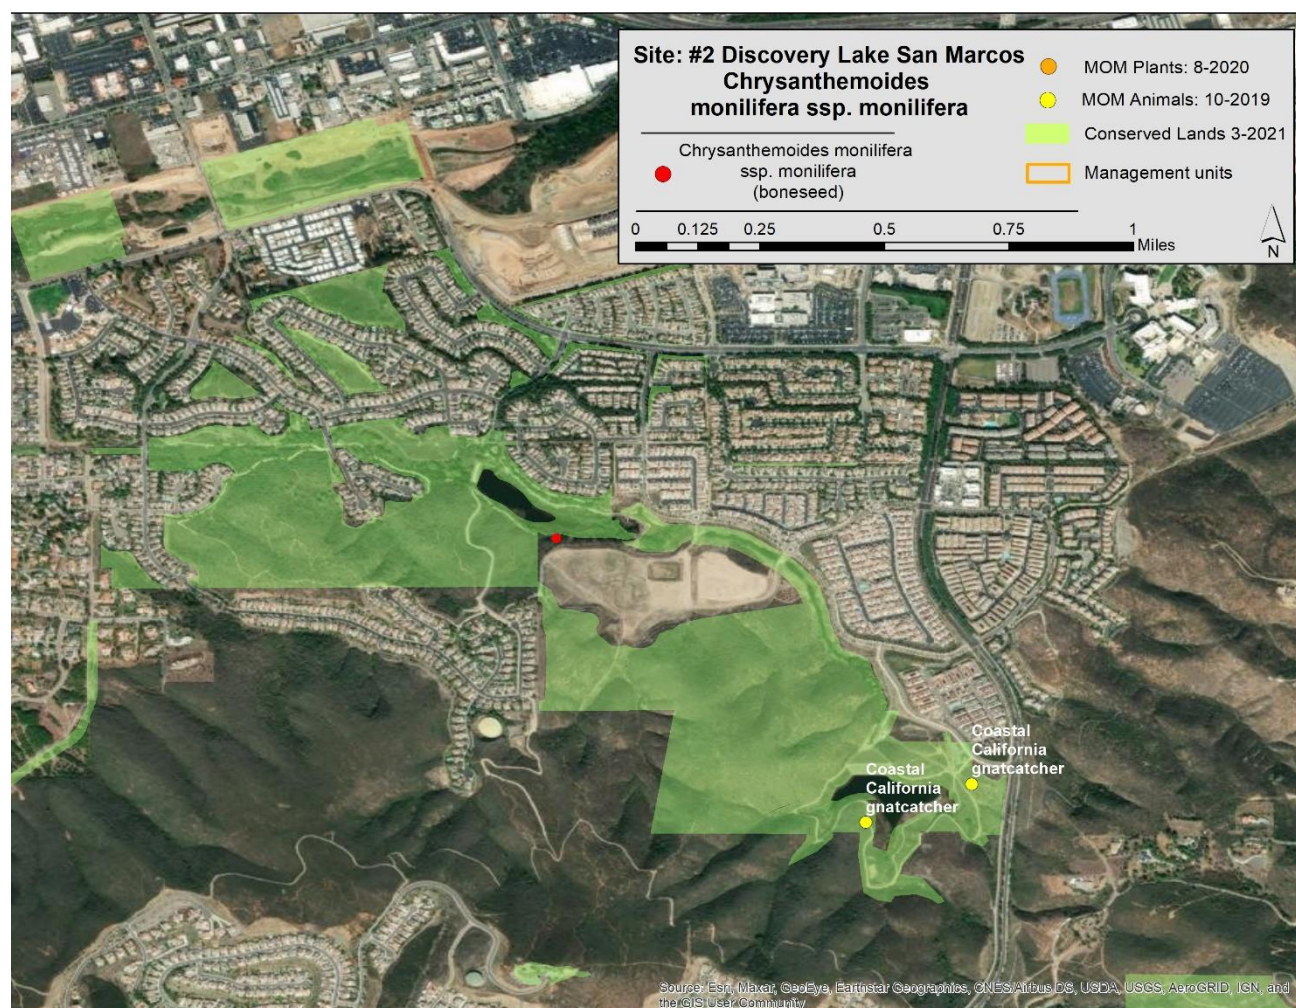 Site: #2 Discovery Lake San Marcos
Chrysanthemoides
monilifera ssp. monilifera
Chrysanthemoides monilifera
ssp. monilifera
(boneseed)
MOM Plants: 8-2020
MOM Animals: 10-2019
Conserved Lands 3-2021
Management units
0 0.125 0.25 0.5 0.75 1
Miles
N
Coastal
California
gnatcatcher
Coastal
California
gnatcatcher
Source: Esri, Maxar, GeoEye, Earthstar Geographics, CNES/Airbus DS, USDA, USGS, AeroGRID, IGN, and
the GIS User Community